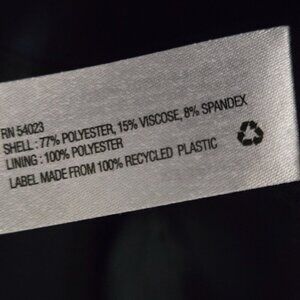 RN 54023
SHELL : 77% POLYESTER, 15% VISCOSE, 8% SPANDEX
LINING : 100% POLYESTER
LABEL MADE FROM 100% RECYCLED PLASTIC